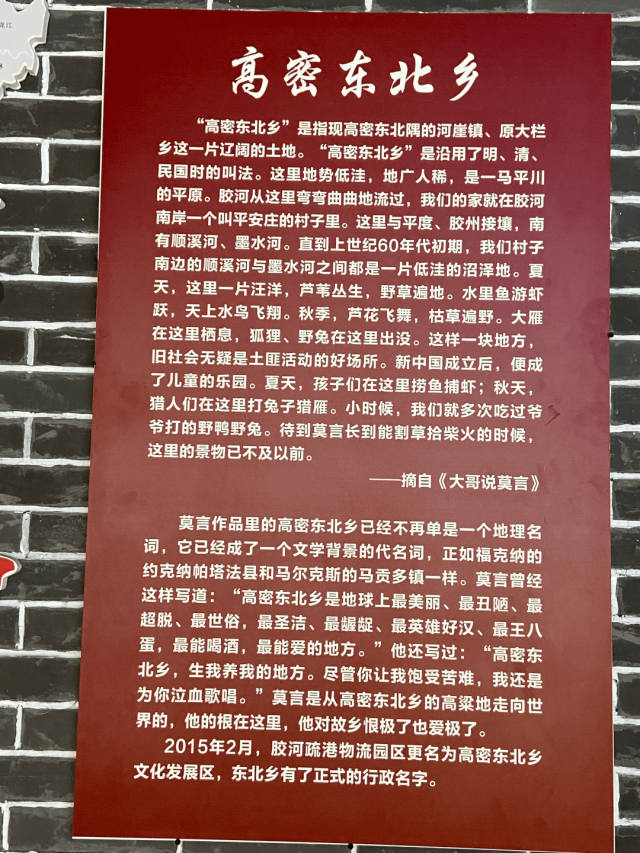 龙江
高密东北乡
“高密东北乡”是指现高密东北隅的河崖镇、原大栏
乡这一片辽阔的土地。“高密东北乡”是沿用了明、清、
民国时的叫法。这里地势低洼，地广人稀，是一马平川
的平原。胶河从这里弯弯曲曲地流过，我们的家就在胶河
南岸一个叫平安庄的村子里。这里与平度、胶州接壤，南
有顺溪河、墨水河。直到上世纪60年代初期，我们村子
南边的顺溪河与墨水河之间都是一片低洼的沼泽地。夏
天，这里一片汪洋，芦苇丛生，野草遍地。水里鱼游虾
跃，天上水鸟飞翔。秋季，芦花飞舞，枯草遍野。大雁
在这里栖息，狐狸、野兔在这里出没。这样一块地方，
旧社会无疑是土匪活动的好场所。新中国成立后，便成
了儿童的乐园。夏天，孩子们在这里捞鱼捕虾；秋天，
猎人们在这里打兔子猎雁。小时候，我们就多次吃过爷
爷打的野鸭野兔。待到莫言长到能割草拾柴火的时候，
这里的景物已不及以前。
——摘自《大哥说莫言》
莫言作品里的高密东北乡已经不再单是一个地理名
词，它已经成了一个文学背景的代名词，正如福克纳的
约克纳帕塔法县和马尔克斯的马贡多镇一样。莫言曾经
这样写道：“高密东北乡是地球上最美丽、最丑陋、最
超脱、最世俗，最圣洁、最龌龊、最英雄好汉、最王八
蛋，最能喝酒，最能爱的地方。”他还写过：“高密东
北乡，生我养我的地方。尽管你让我饱受苦难，我还是
为你泣血歌唱。”莫言是从高密东北乡的高粱地走向世
界的，他的根在这里，他对故乡恨极了也爱极了。
2015年2月，胶河疏港物流园区更名为高密东北乡
文化发展区，东北乡有了正式的行政名字。